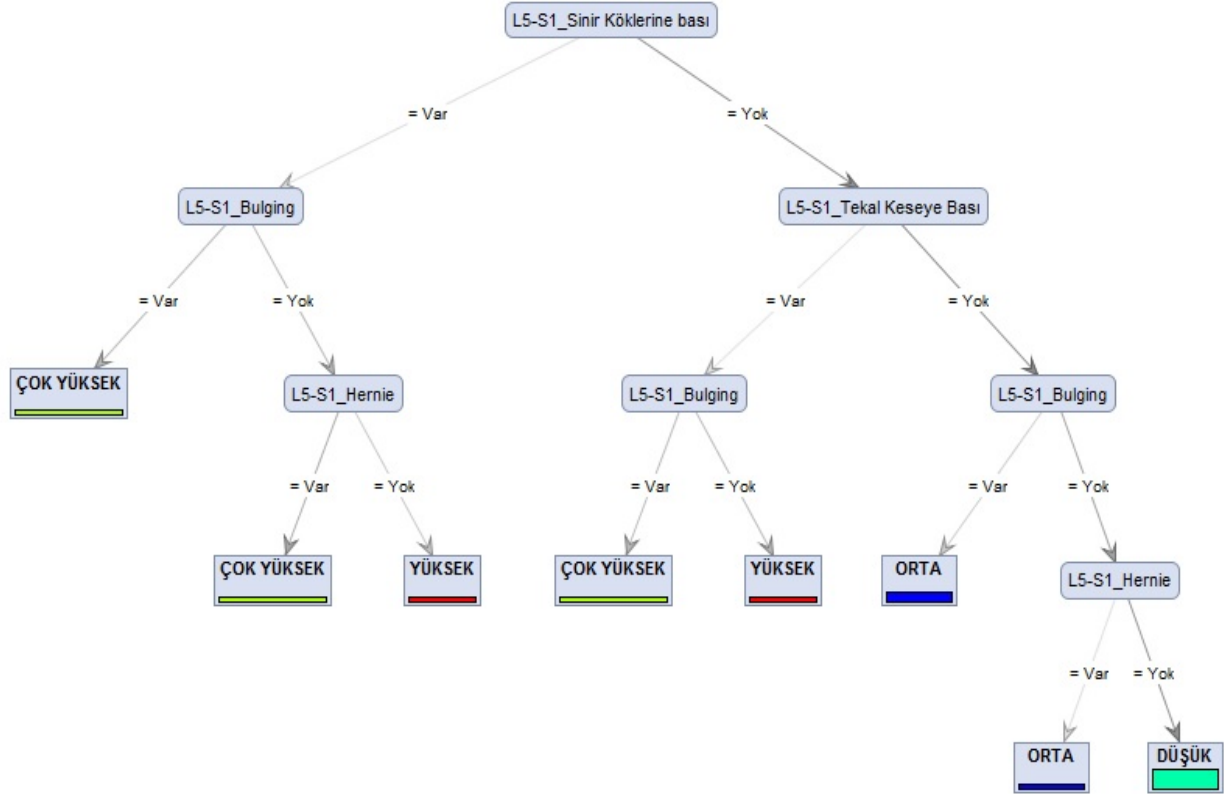 L5-S1_Sinir Köklerine bası
= Var
= Yok
L5-S1_Bulging
L5-S1_Tekal Keseye Bası
= Var
= Yok
= Var
= Yok
ÇOK YÜKSEK
L5-S1_Hernie
L5-S1_Bulging
L5-S1_Bulging
= Var
= Yok
= Var
= Yok
= Var
= Yok
ÇOK YÜKSEK
YÜKSEK
ÇOK YÜKSEK
YÜKSEK
ORTA
L5-S1_Hernie
= Var
= Yok
ORTA
DÜŞÜK